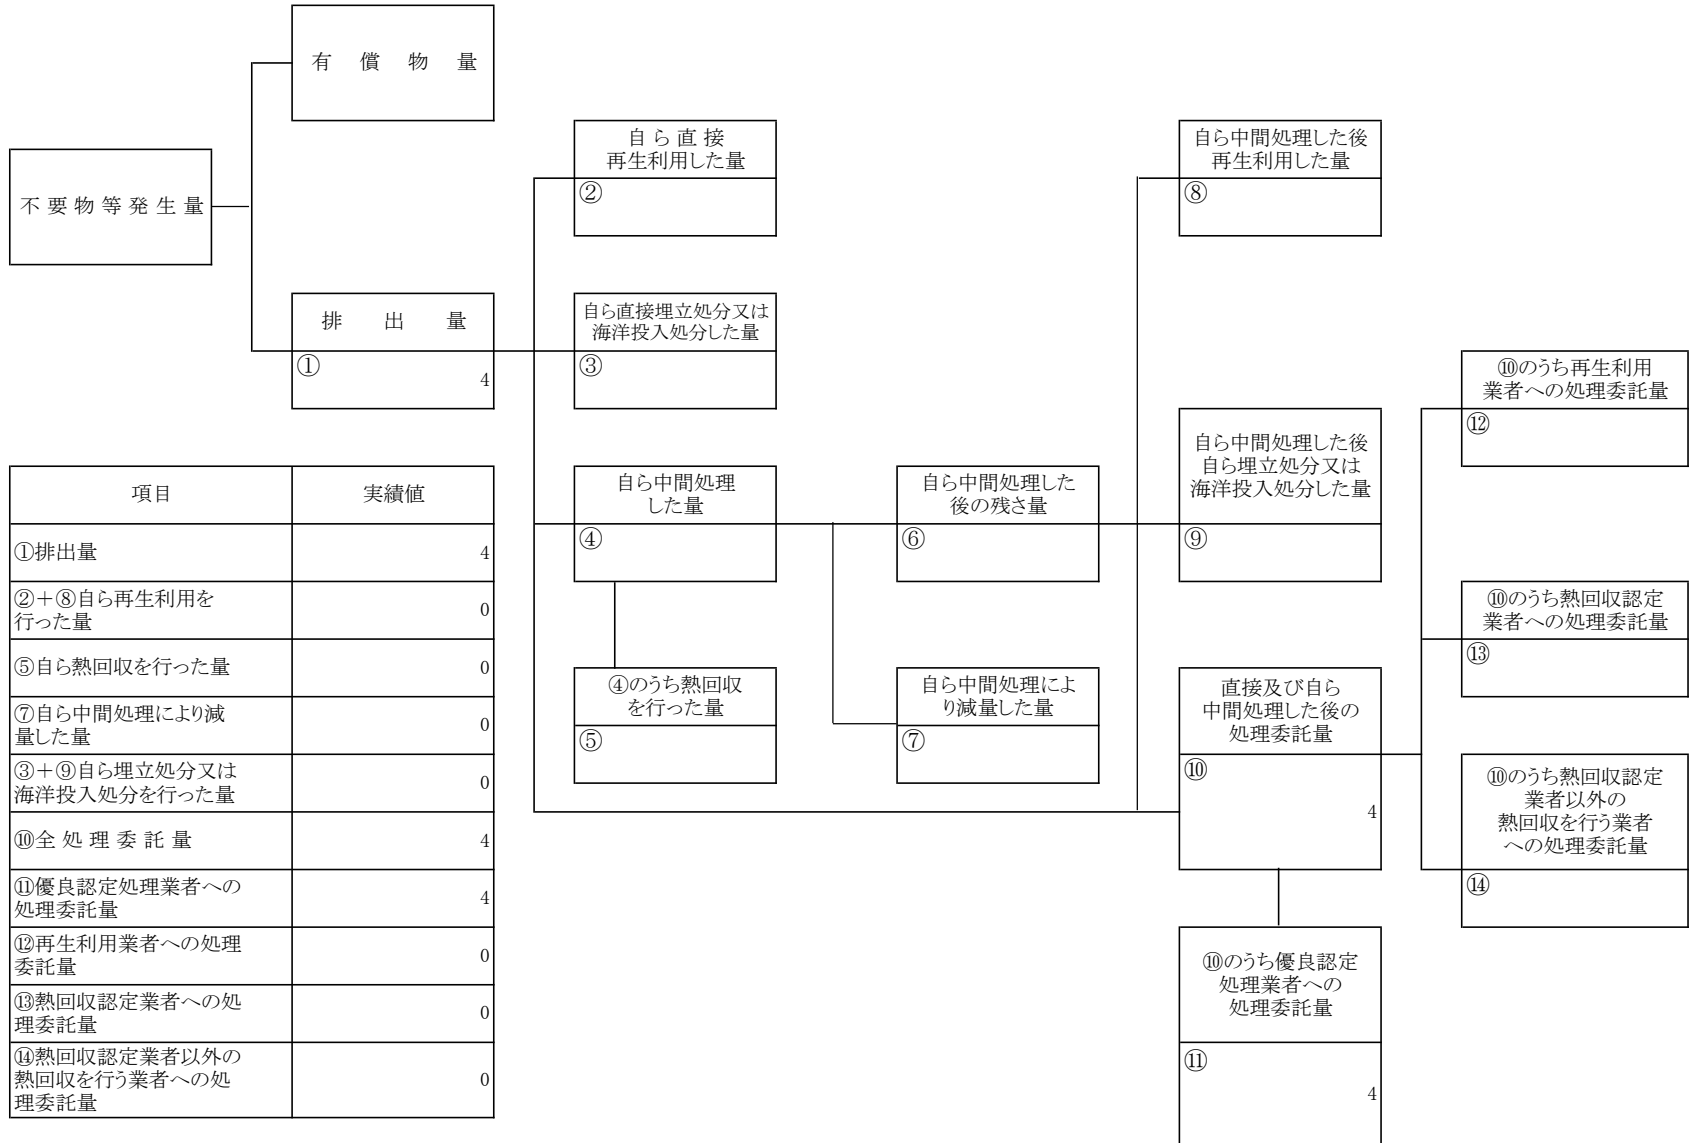 有償物量
不要物等発生量
排出量
①
4
自ら直接
再生利用した量
②
自ら直接埋立処分又は
海洋投入処分した量
③
自ら中間処理
した量
④
④のうち熱回収
を行った量
⑤
自ら中間処理した
後の残さ量
⑥
自ら中間処理によ
り減量した量
⑦
自ら中間処理した後
再生利用した量
⑧
自ら中間処理した後
自ら埋立処分又は
海洋投入処分した量
⑨
直接及び自ら
中間処理した後の
処理委託量
⑩
4
⑩のうち優良認定
処理業者への
処理委託量
⑪
4
⑩のうち再生利用
業者への処理委託量
⑫
⑩のうち熱回収認定
業者への処理委託量
⑬
⑩のうち熱回収認定
業者以外の
熱回収を行う業者
への処理委託量
⑭
項目 実績値
①排出量 4
②＋⑧自ら再生利用を
行った量 0
⑤自ら熱回収を行った量 0
⑦自ら中間処理により減
量した量 0
③＋⑨自ら埋立処分又は
海洋投入処分を行った量 0
⑩全処理委託量 4
⑪優良認定処理業者への
処理委託量 4
⑫再生利用業者への処理
委託量 0
⑬熱回収認定業者への処
理委託量 0
⑭熱回収認定業者以外の
熱回収を行う業者への処
理委託量 0